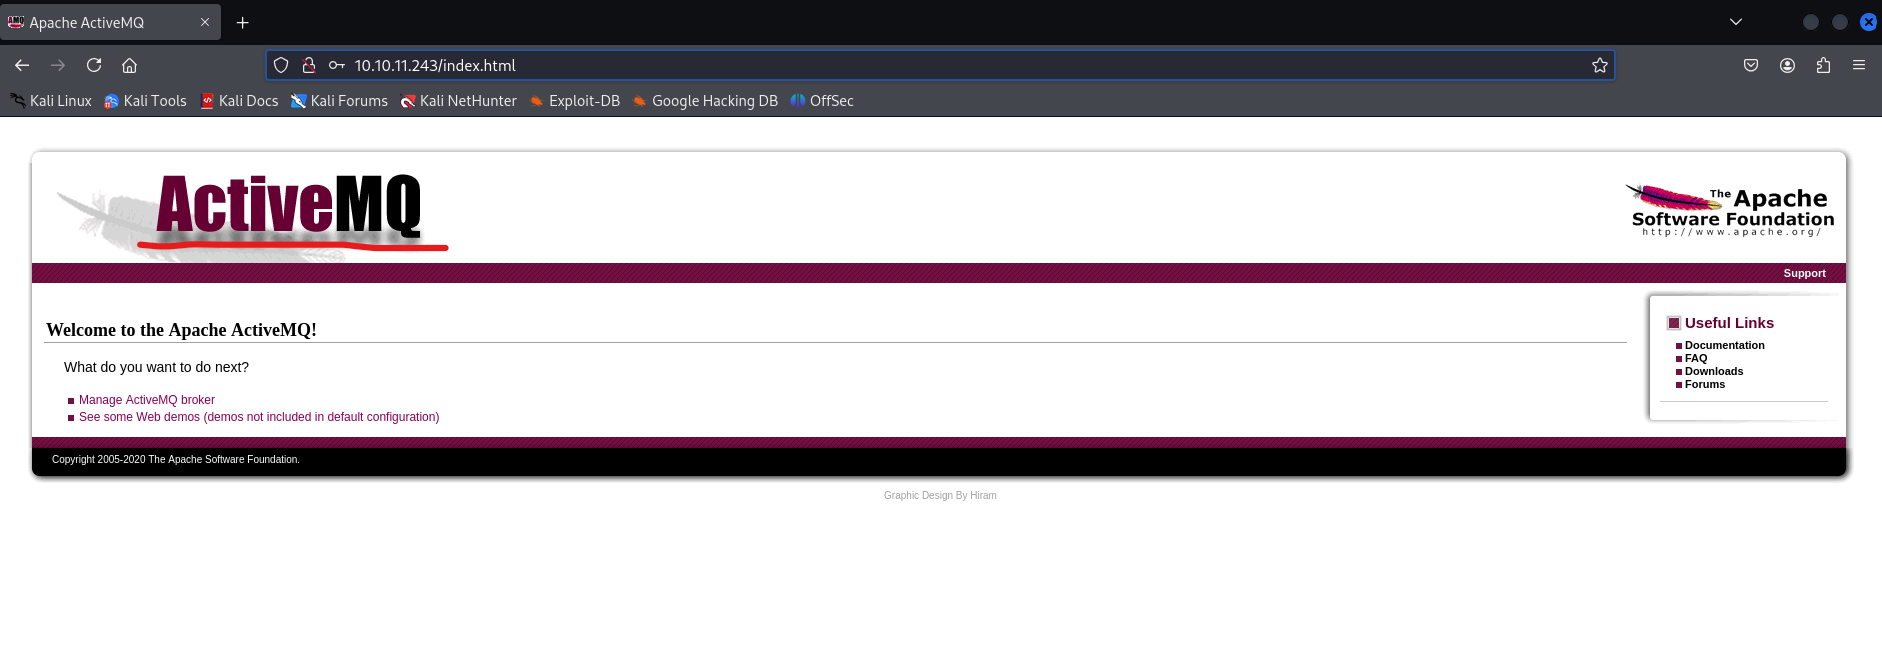 Apache ActiveMQ
10.10.11.243/index.html
Kali Linux Kali Tools Kali Docs Kali Forums Kali NetHunter Exploit-DB Google Hacking DB OffSec
ActiveMQ
The Apache
Software Foundation
http://www.apache.org/
Support
Welcome to the Apache ActiveMQ!
What do you want to do next?
Manage ActiveMQ broker
See some Web demos (demos not included in default configuration)
Useful Links
Documentation
FAQ
Downloads
Forums
Copyright 2005-2020 The Apache Software Foundation.
Graphic Design By Hiram